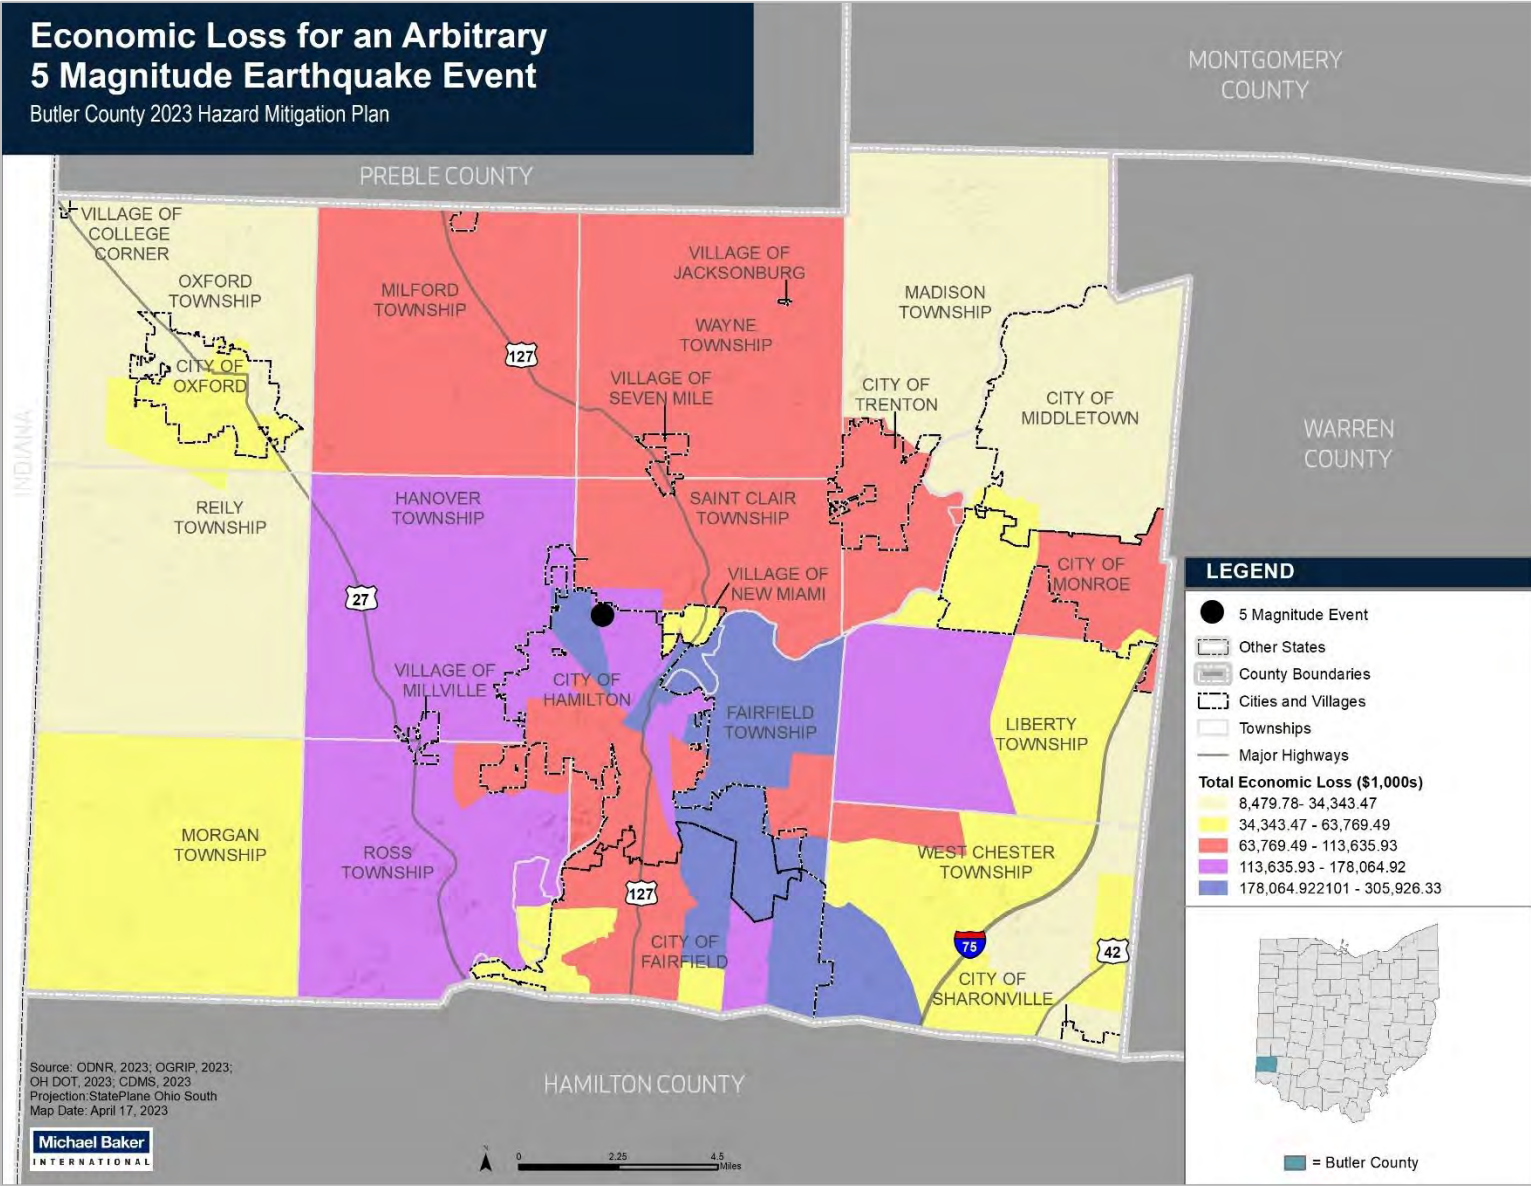 Economic Loss for an Arbitrary
5 Magnitude Earthquake Event
Butler County 2023 Hazard Mitigation Plan
MONTGOMERY
COUNTY
PREBLE COUNTY
VILLAGE OF
COLLEGE
CORNER
OXFORD
TOWNSHIP
CITY OF
OXFORD
MILFORD
TOWNSHIP
127
VILLAGE OF
JACKSONBURG
WAYNE
TOWNSHIP
VILLAGE OF
SEVEN MILE
MADISON
TOWNSHIP
CITY OF
TRENTON
CITY OF
MIDDLETOWN
WARREN
COUNTY
INDIANA
REILY
TOWNSHIP
HANOVER
TOWNSHIP
SAINT CLAIR
TOWNSHIP
VILLAGE OF
NEW MIAMI
CITY OF
MONROE
27
VILLAGE OF
MILLVILLE
CITY OF
HAMILTON
FAIRFIELD
TOWNSHIP
LIBERTY
TOWNSHIP
MORGAN
TOWNSHIP
ROSS
TOWNSHIP
WEST CHESTER
TOWNSHIP
127
CITY OF
FAIRFIELD
75
42
CITY OF
SHARONVILLE
HAMILTON COUNTY
LEGEND
5 Magnitude Event
Other States
County Boundaries
Cities and Villages
Townships
Major Highways
Total Economic Loss ($1,000s)
8,479.78- 34,343.47
34,343.47 - 63,769.49
63,769.49 - 113,635.93
113,635.93 - 178,064.92
178,064.922101 - 305,926.33
= Butler County
Source: ODNR, 2023; OGRIP, 2023;
OH DOT, 2023; CDMS, 2023
Projection:StatePlane Ohio South
Map Date: April 17, 2023
Michael Baker
INTERNATIONAL
N
0 2.25 4.5
Miles